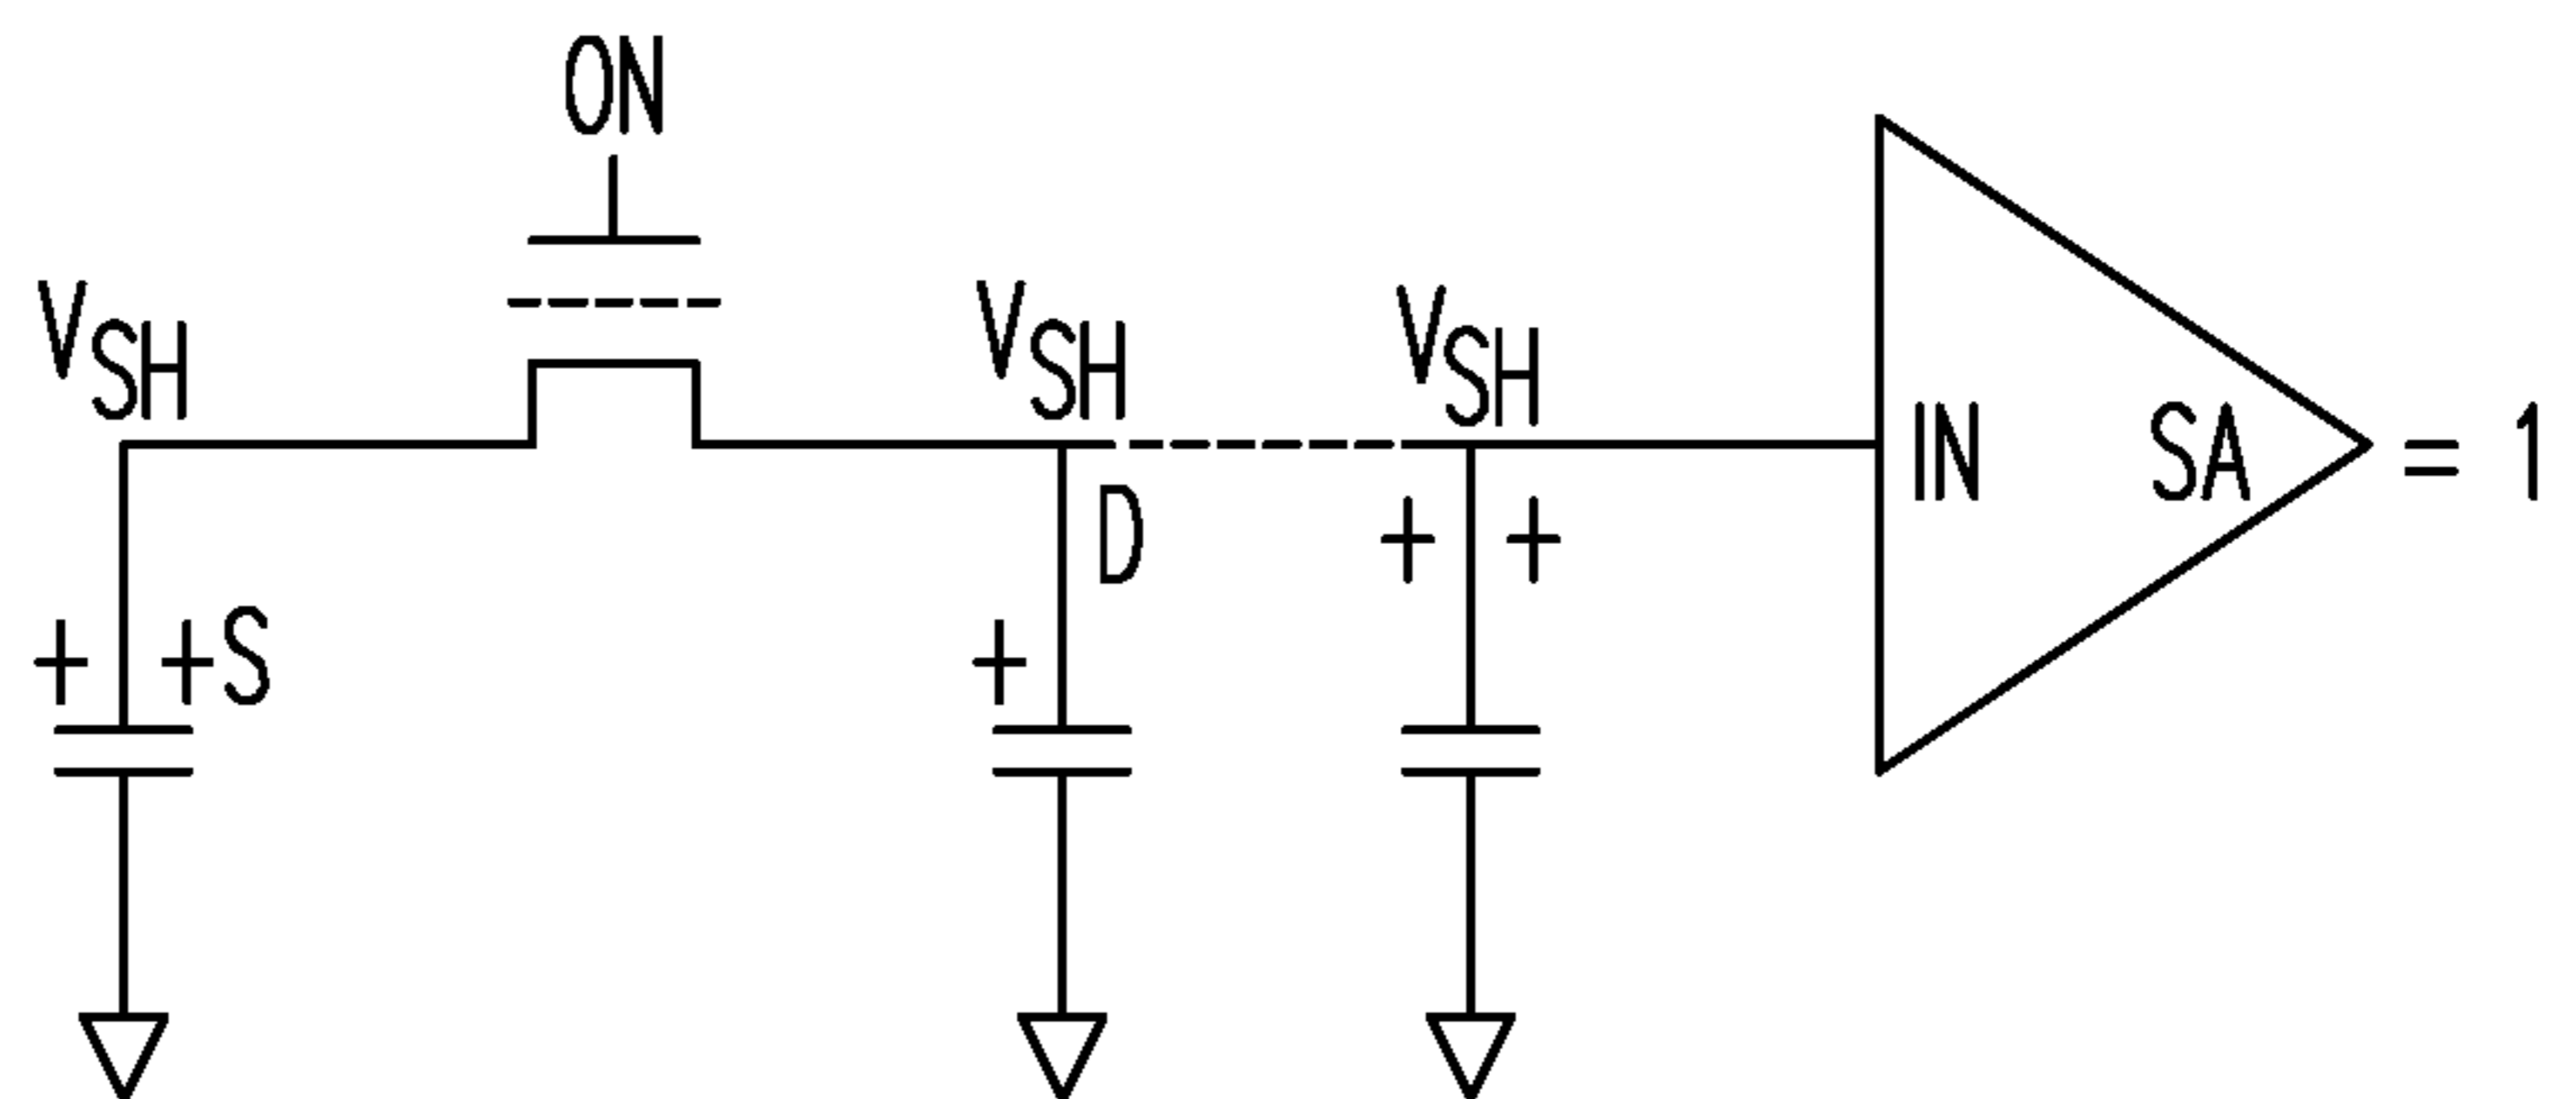 ON
VSH
VSH
VSH
IN SA = 1
D
+ +
+ + S
+